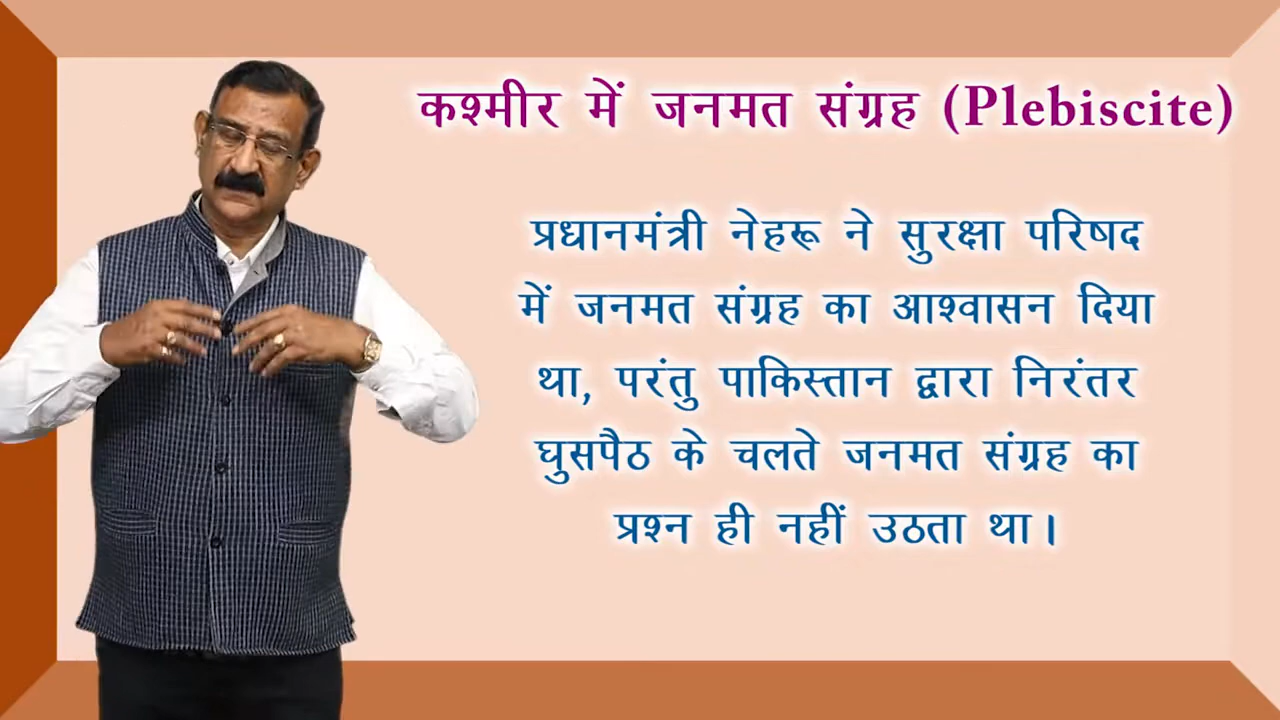 कश्मीर में जनमत संग्रह (Plebiscite)
प्रधानमंत्री नेहरू ने सुरक्षा परिषद
में जनमत संग्रह का आश्वासन दिया
था, परंतु पाकिस्तान द्वारा निरंतर
घुसपैठ के चलते जनमत संग्रह का
प्रश्न ही नहीं उठता था।